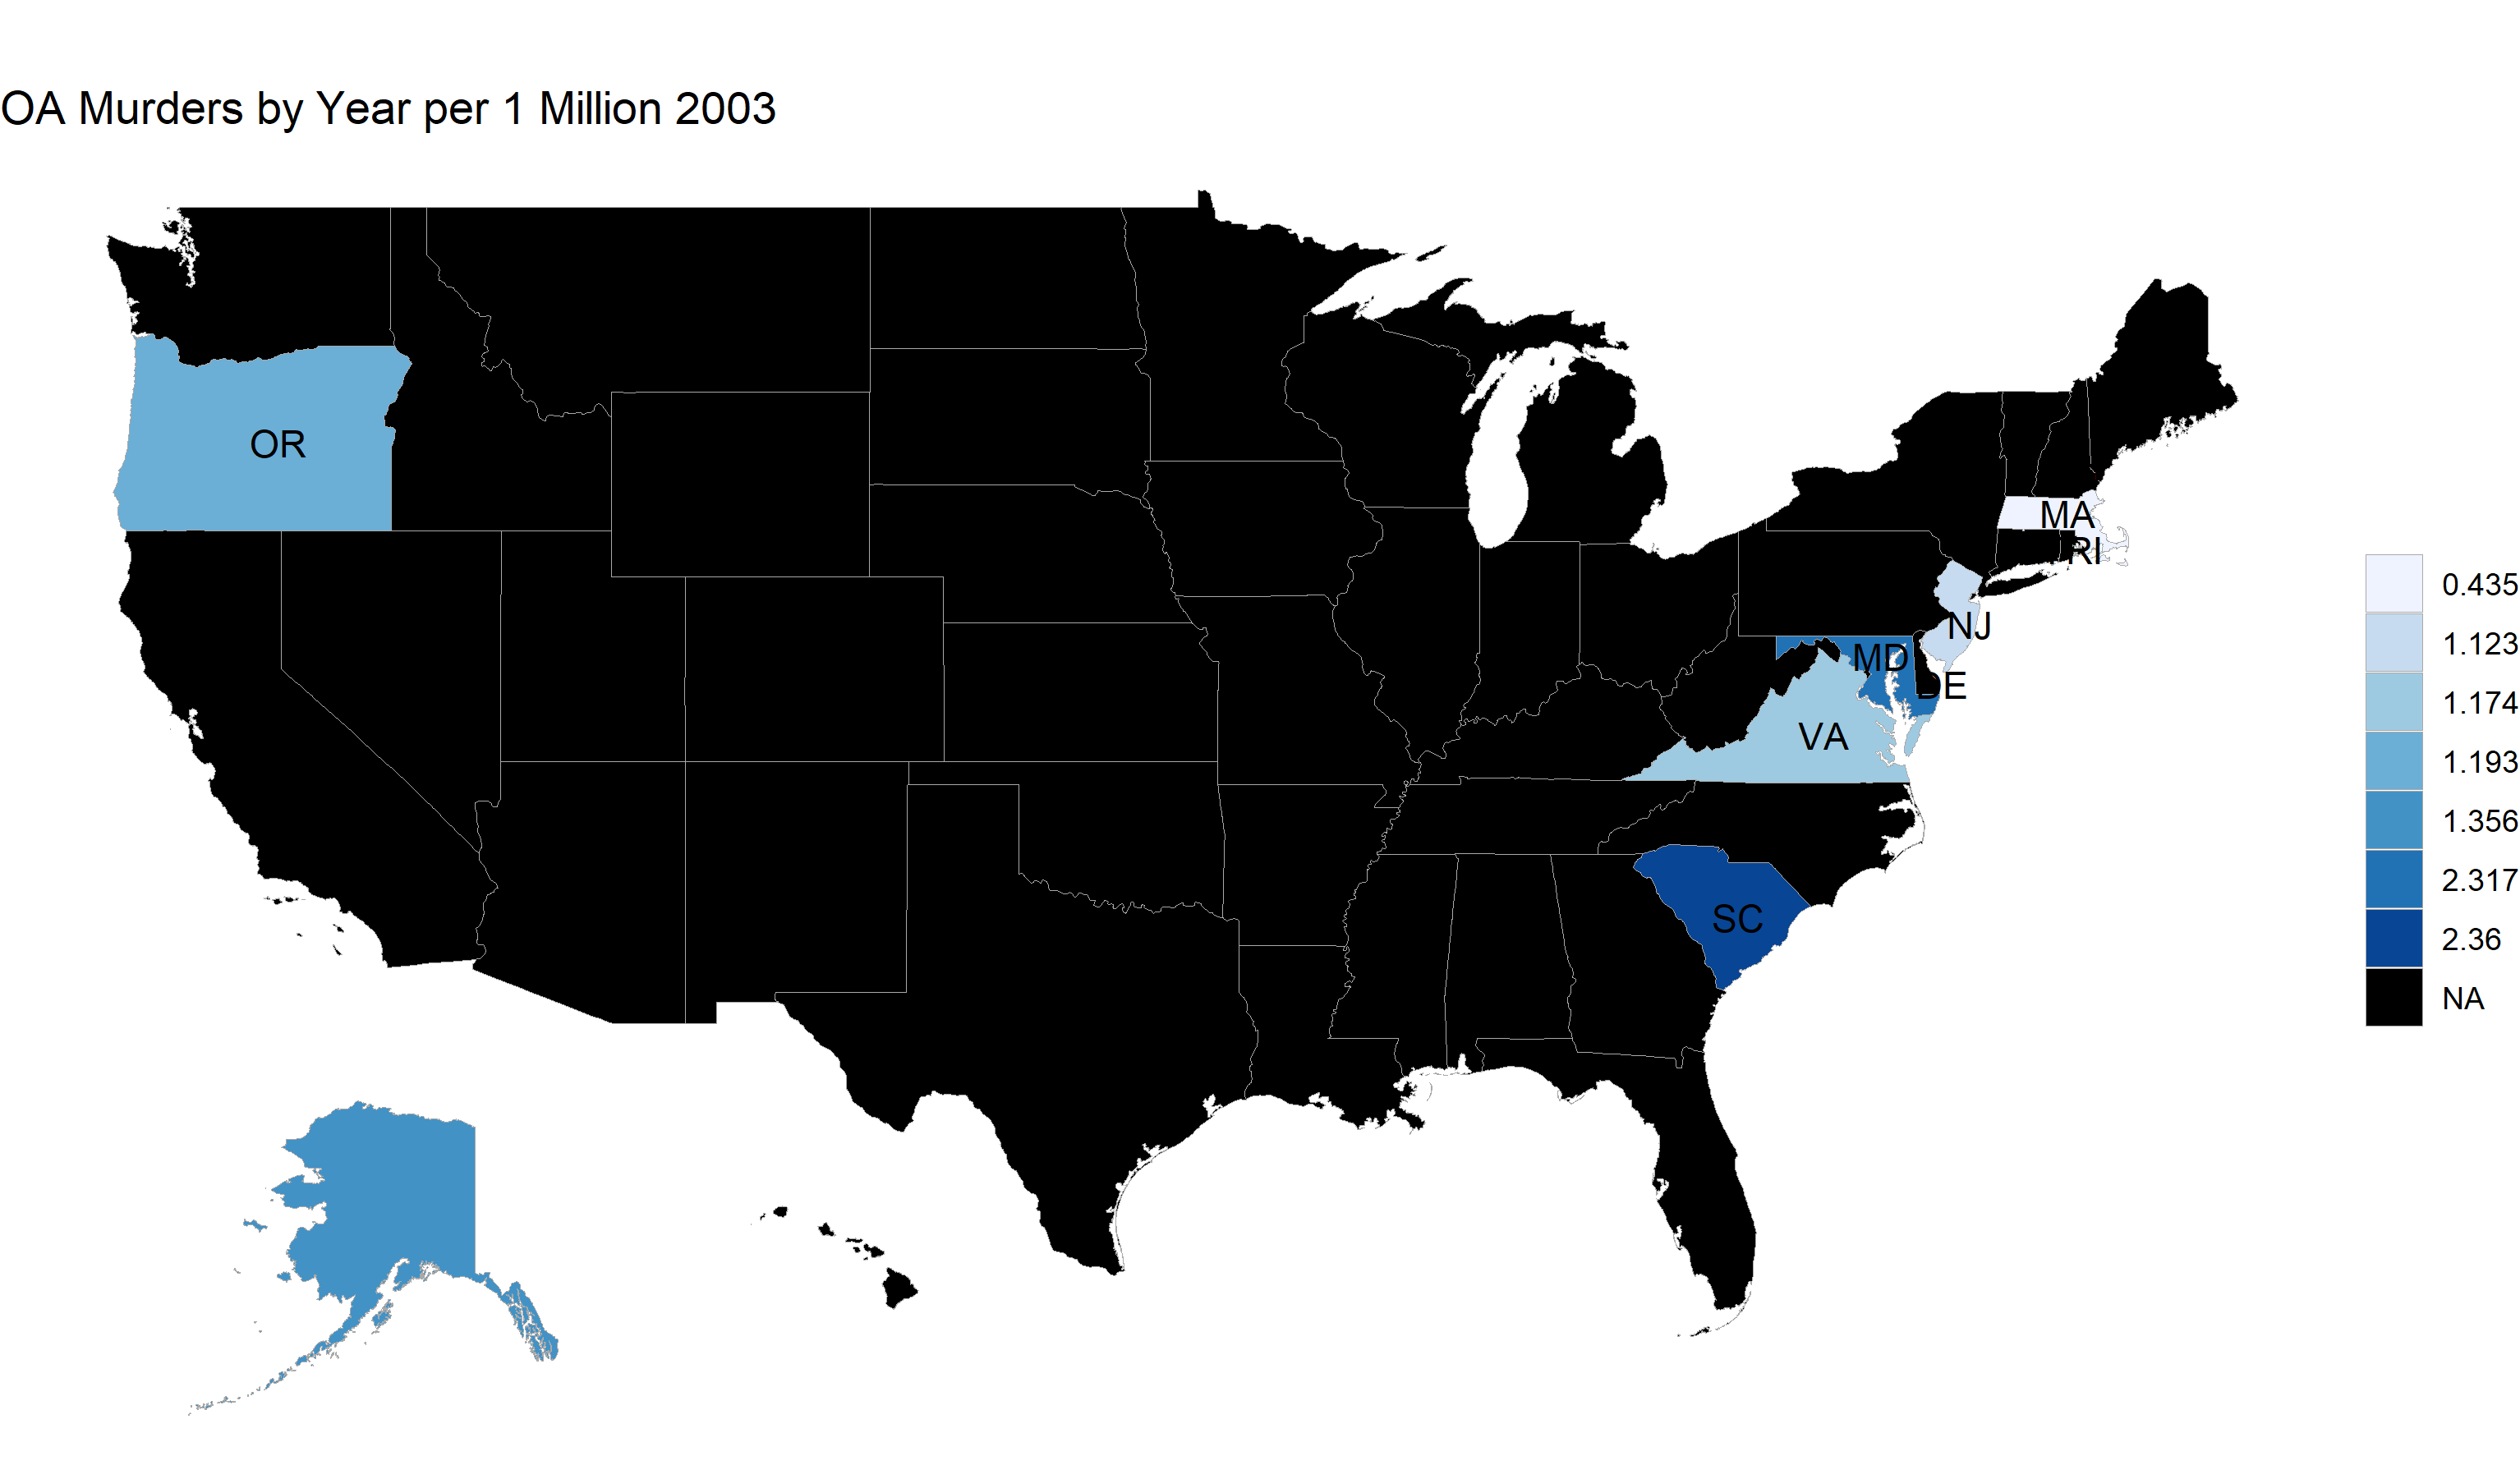 OA Murders by Year per 1 Million 2003
OR
MA
RI
NJ
MD
DE
VA
SC
0.435
1.123
1.174
1.193
1.356
2.317
2.36
NA